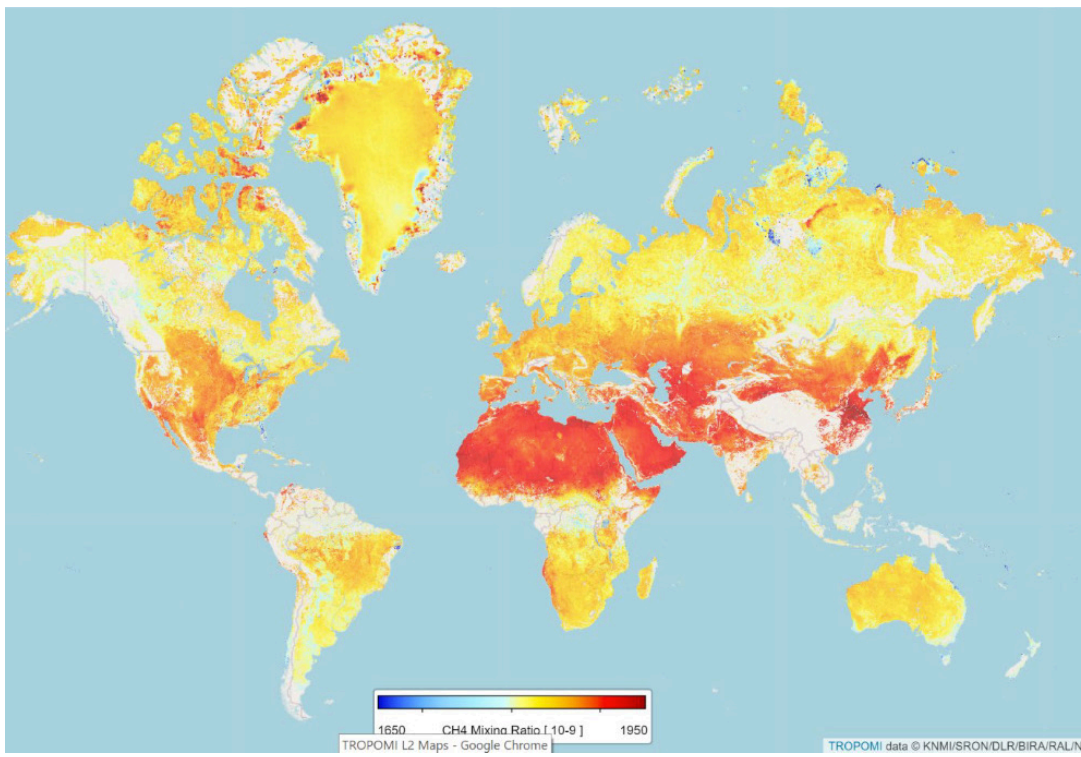 1650 CH4 Mixing Ratio [ 10-9 ] 1950
TROPOMI L2 Maps - Google Chrome
TROPOMI data © KNMI/SRON/DLR/BIRA/RAL/N